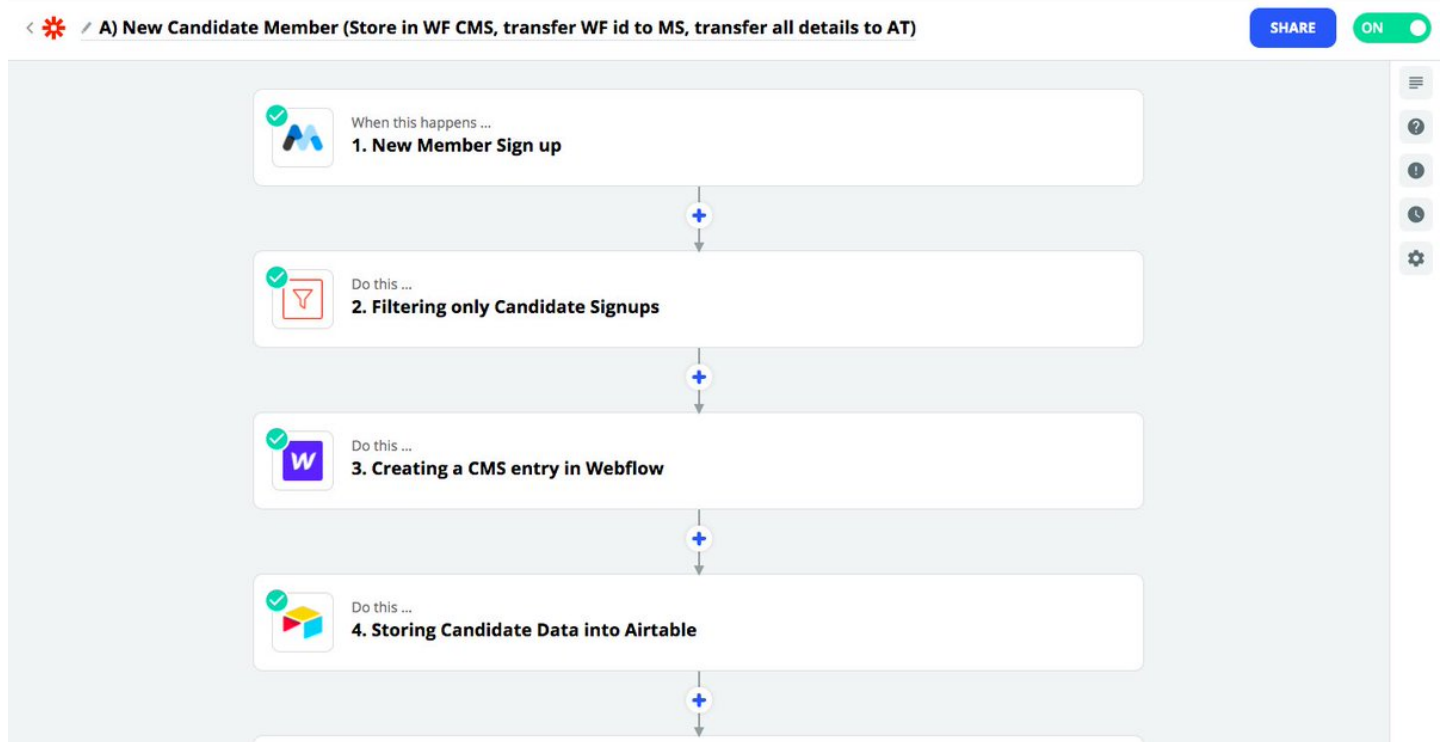 A) New Candidate Member (Store in WF CMS, transfer WF id to MS, transfer all details to AT)
SHARE
ON
When this happens ...
1. New Member Sign up
Do this ...
2. Filtering only Candidate Signups
Do this ...
3. Creating a CMS entry in Webflow
Do this ...
4. Storing Candidate Data into Airtable